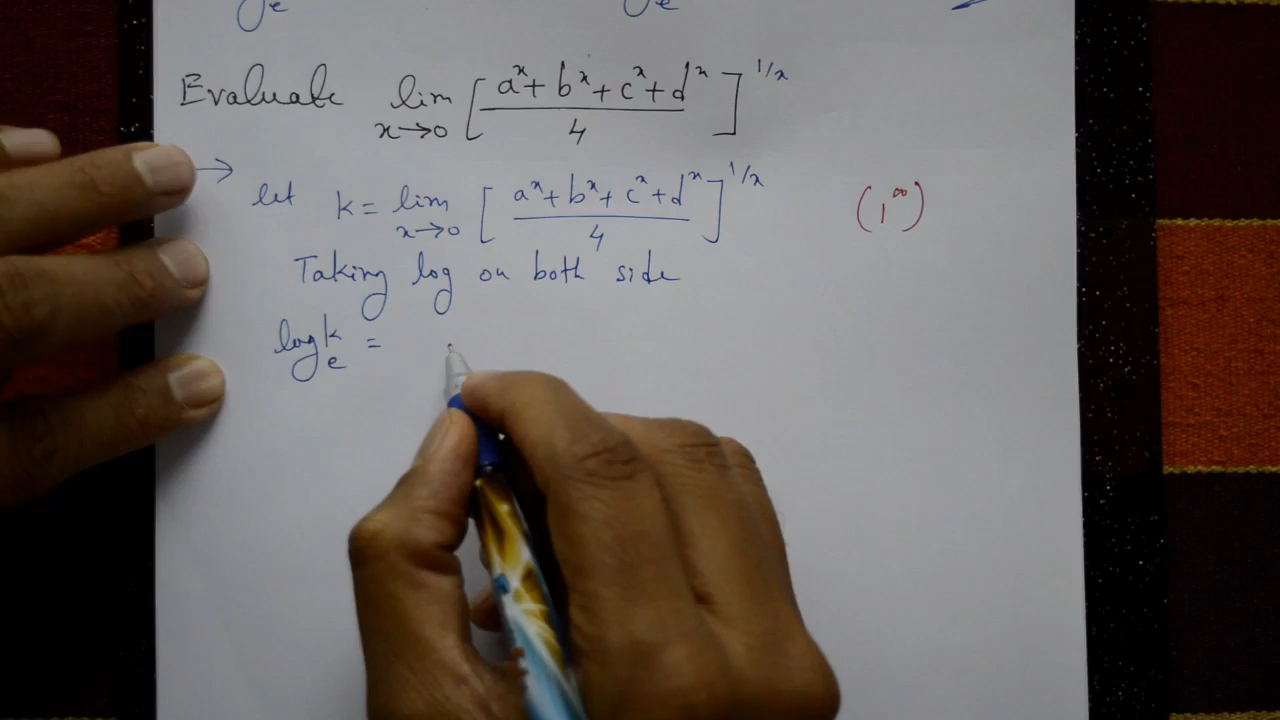 Evaluate lim x→0 [ (a^x + b^x + c^x + d^x) / 4 ]^1/x
→ let k = lim x→0 [ (a^x + b^x + c^x + d^x) / 4 ]^1/x (1^∞)
Taking log on both side
log_e k =